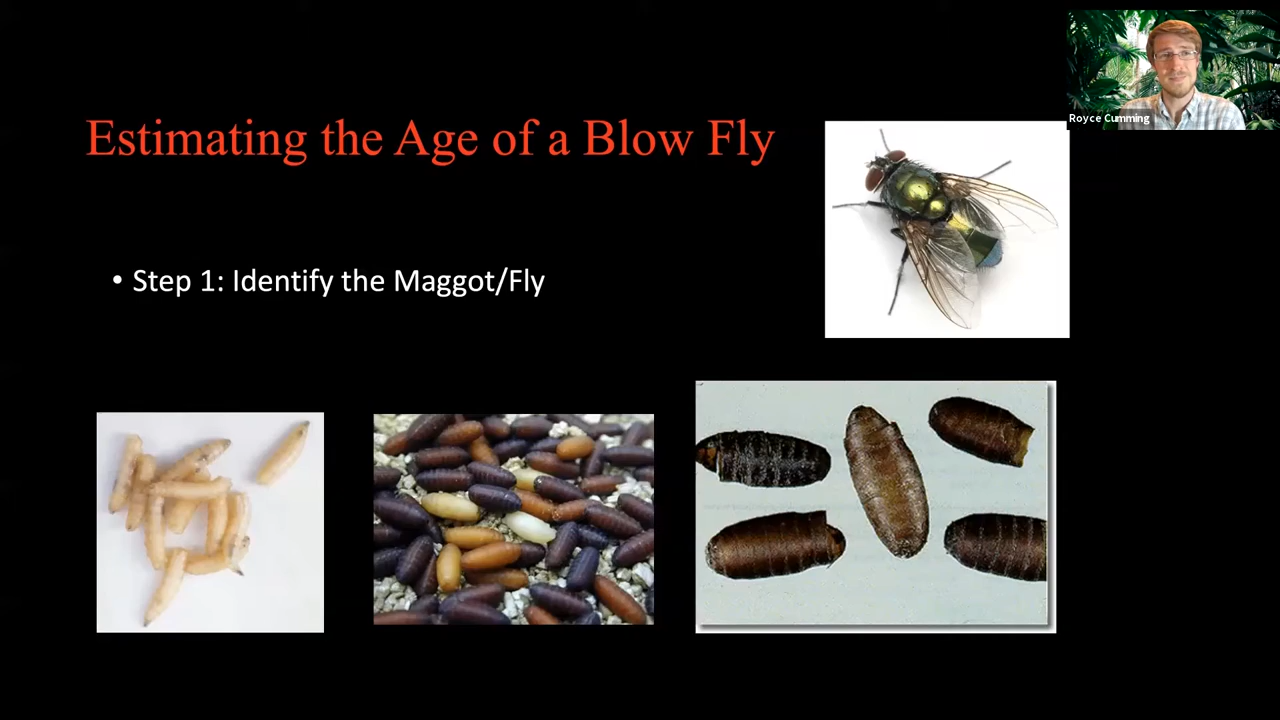 Royce Cumming
Estimating the Age of a Blow Fly
• Step 1: Identify the Maggot/Fly